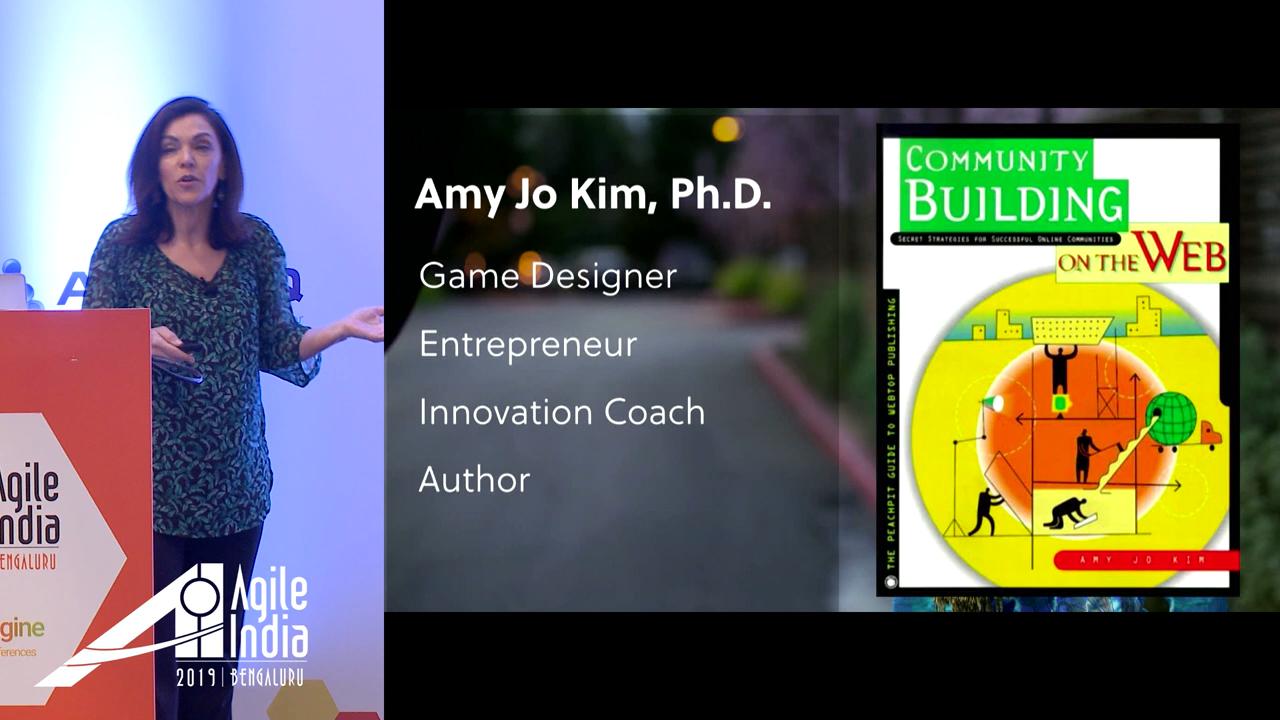 Amy Jo Kim, Ph.D.
Game Designer
Entrepreneur
Innovation Coach
Author
COMMUNITY
BUILDING
SECRET STRATEGIES FOR SUCCESSFUL ONLINE COMMUNITIES
ON THE WEB
THE PEACHPIT GUIDE TO WEBTOP PUBLISHING
AMY JO KIM
Agile
India
2019 | BENGALURU
Agile
India
BENGALURU
gine
ferences